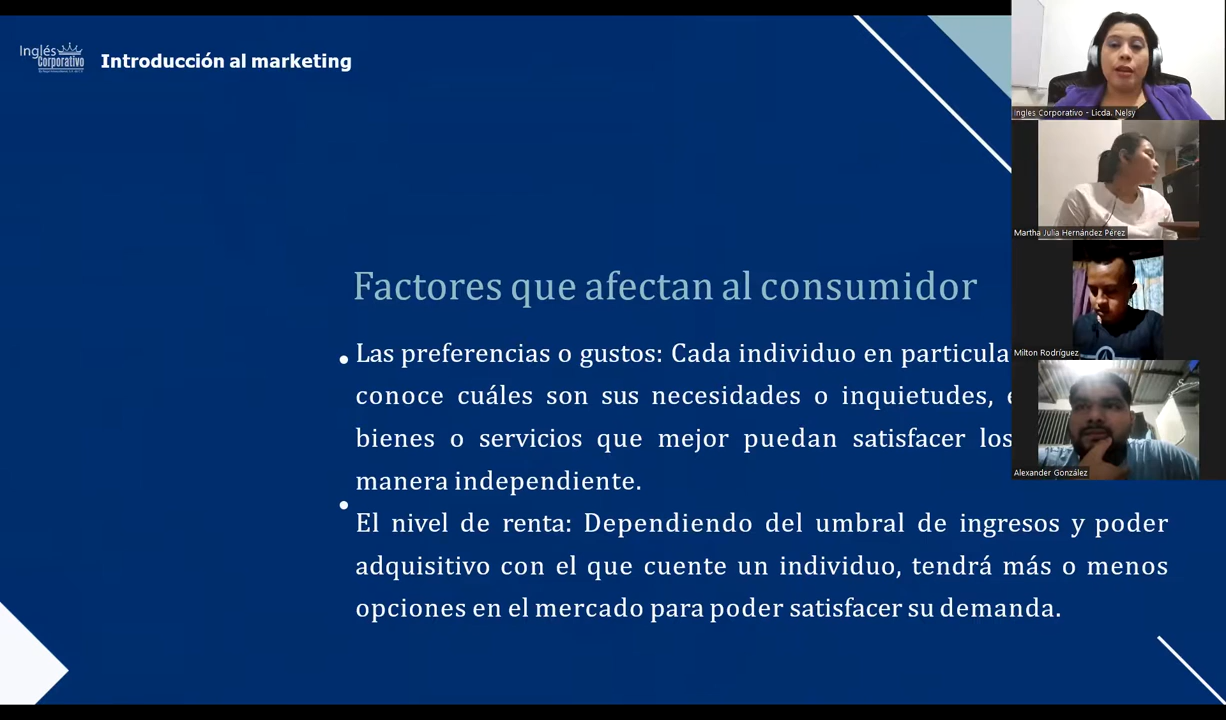 Inglés
Corporativo
Introducción al marketing
Factores que afectan al consumidor
Las preferencias o gustos: Cada individuo en particula
conoce cuáles son sus necesidades o inquietudes,
bienes o servicios que mejor puedan satisfacer los
manera independiente.
El nivel de renta: Dependiendo del umbral de ingresos y poder
adquisitivo con el que cuente un individuo, tendrá más o menos
opciones en el mercado para poder satisfacer su demanda.
Ingles Corporativo - Licda. Nelsy
Martha Julia Hernández Pérez
Milton Rodríguez
Alexander González